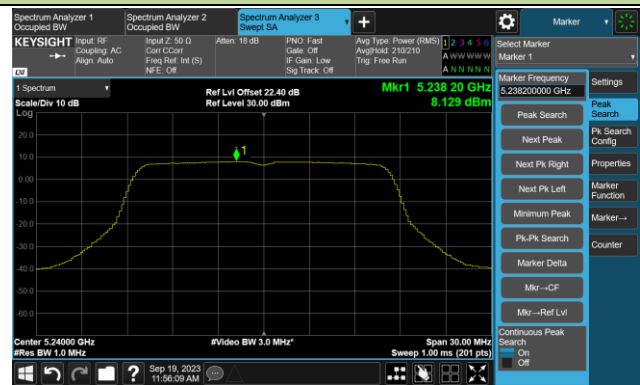 Spectrum Analyzer 1
Occupied BW
Spectrum Analyzer 2
Occupied BW
Spectrum Analyzer 3
Swept SA
Marker
KEYSIGHT
Input: RF
Coupling: AC
Align: Auto
Input Z: 50 Ω
Corr CCorr
Freq Ref: Int (S)
NFE: Off
Atten: 18 dB
PNO: Fast
Gate: Off
IF Gain: Low
Sig Track: Off
Avg Type: Power (RMS)
Avg|Hold: 210/210
Trig: Free Run
1 2 3 4 5 6
A W W W W W
A N N N N N
LXI
Select Marker
Marker 1
1 Spectrum
Scale/Div 10 dB
Log
Ref Lvl Offset 22.40 dB
Ref Level 30.00 dBm
Mkr1 5.238 20 GHz
8.129 dBm
1
20.0
10.0
0.00
-10.0
-20.0
-30.0
-40.0
-50.0
-60.0
Center 5.24000 GHz
#Res BW 1.0 MHz
#Video BW 3.0 MHz*
Span 30.00 MHz
Sweep 1.00 ms (201 pts)
Marker Frequency
5.238200000 GHz
Peak Search
Next Peak
Next Pk Right
Next Pk Left
Minimum Peak
Pk-Pk Search
Marker Delta
Mkr→CF
Mkr→Ref Lvl
Continuous Peak
Search
On
Off
Settings
Peak
Search
Pk Search
Config
Properties
Marker
Function
Marker→
Counter
Sep 19, 2023
11:56:09 AM